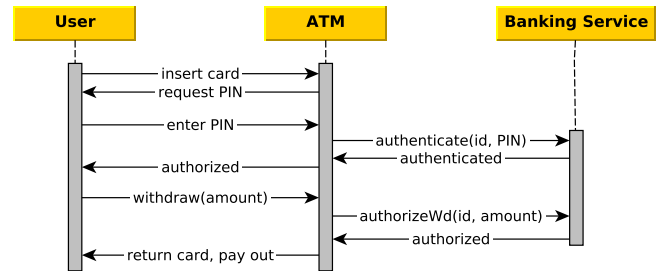 User
ATM
Banking Service
insert card
request PIN
enter PIN
authenticate(id, PIN)
authenticated
authorized
withdraw(amount)
authorizeWd(id, amount)
authorized
return card, pay out